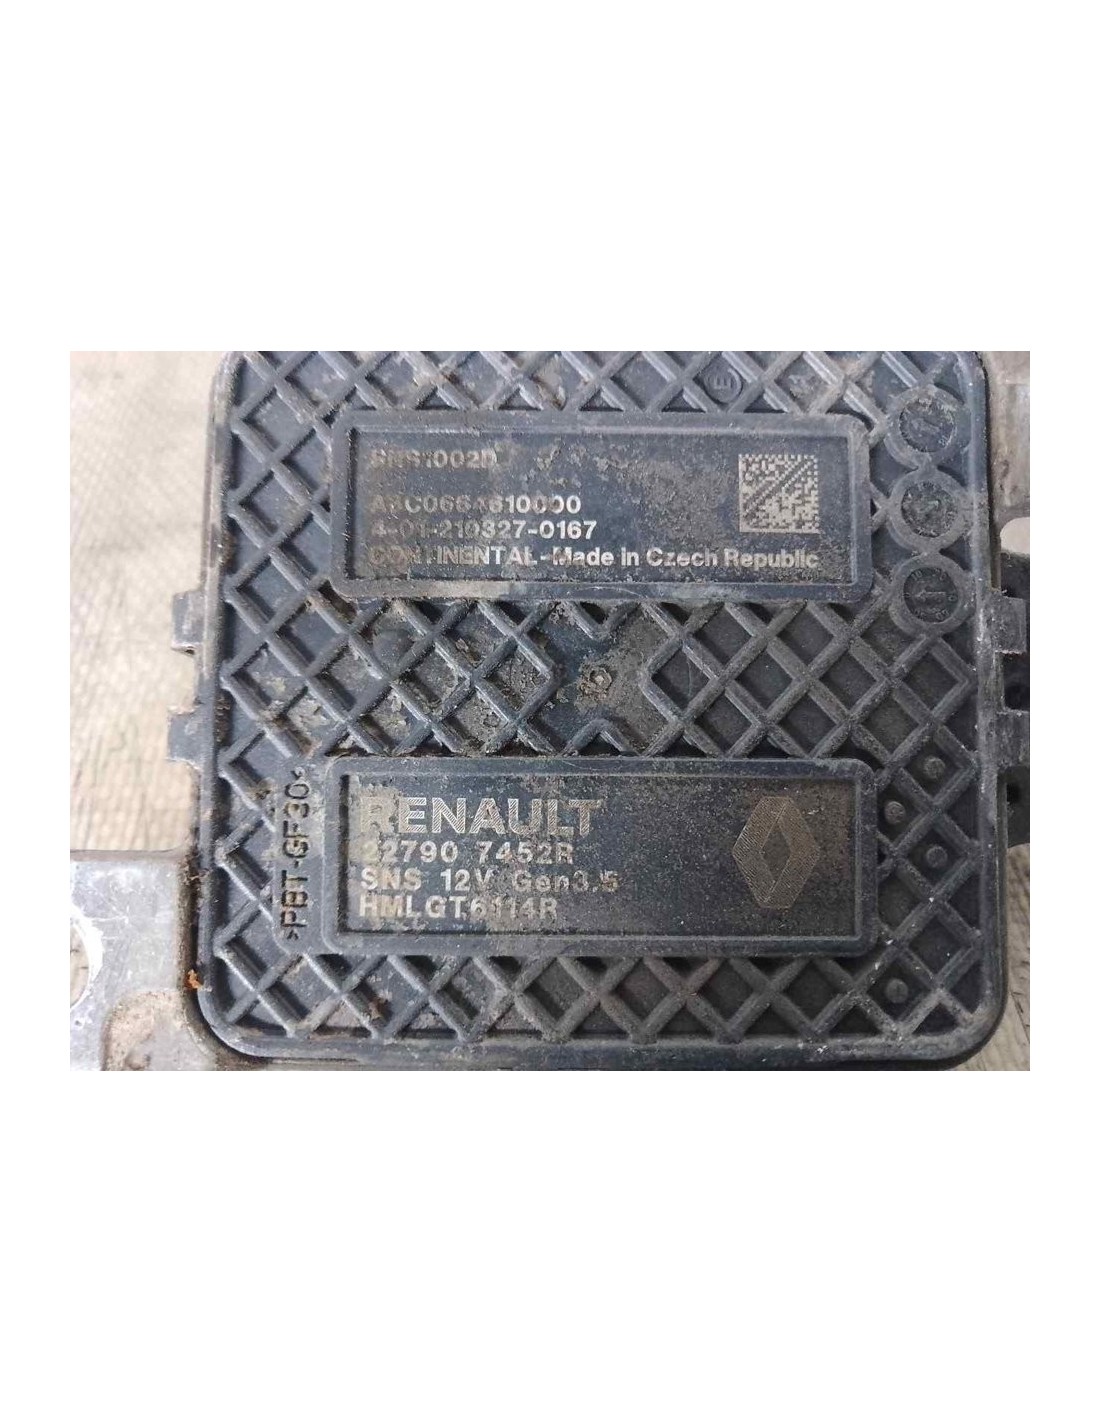 SNS1002D
A3C0664610000
4-01-210327-0167
CONTINENTAL-Made in Czech Republic
>PBT-GF30<
RENAULT
22790 7452R
SNS 12V Gen3.5
HMLGT6114R